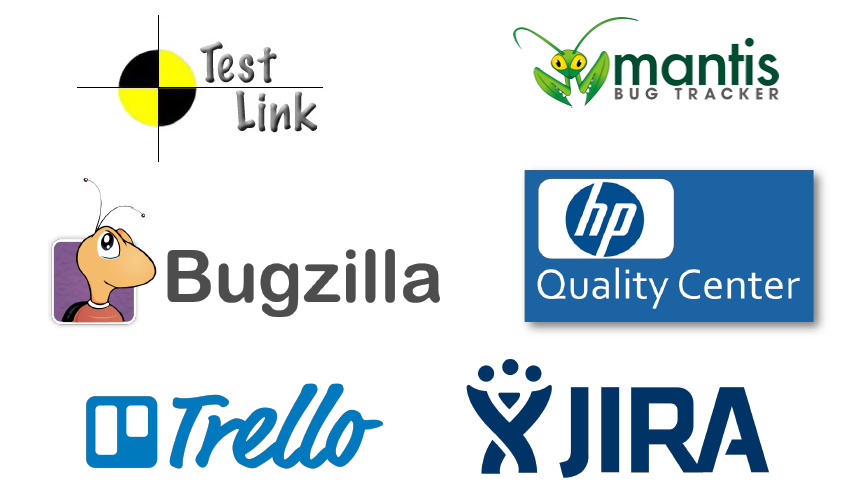 Test
Link
mantis
BUG TRACKER
Bugzilla
hp
Quality Center
Trello
JIRA